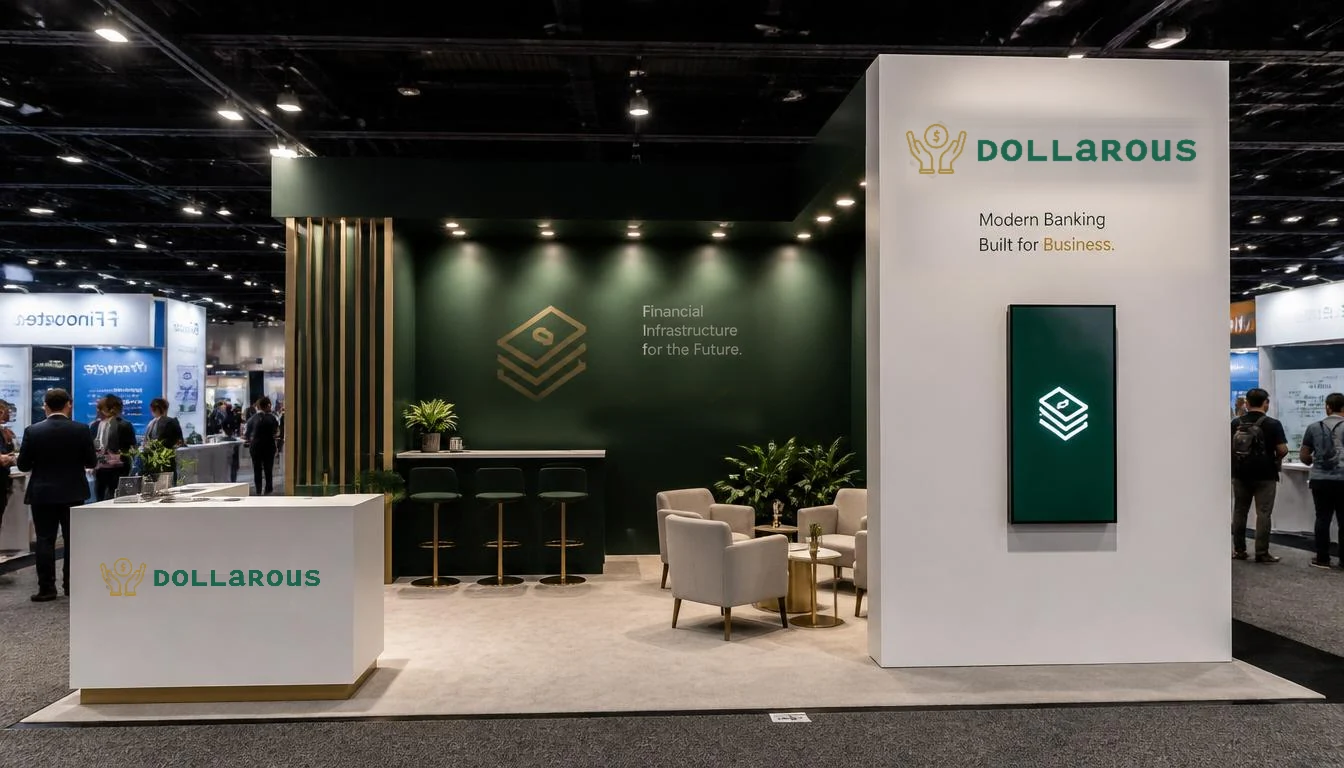 DOLLaROUS
Modern Banking
Built for Business.
Financial
Infrastructure
for the Future.
DOLLaROUS
$
$